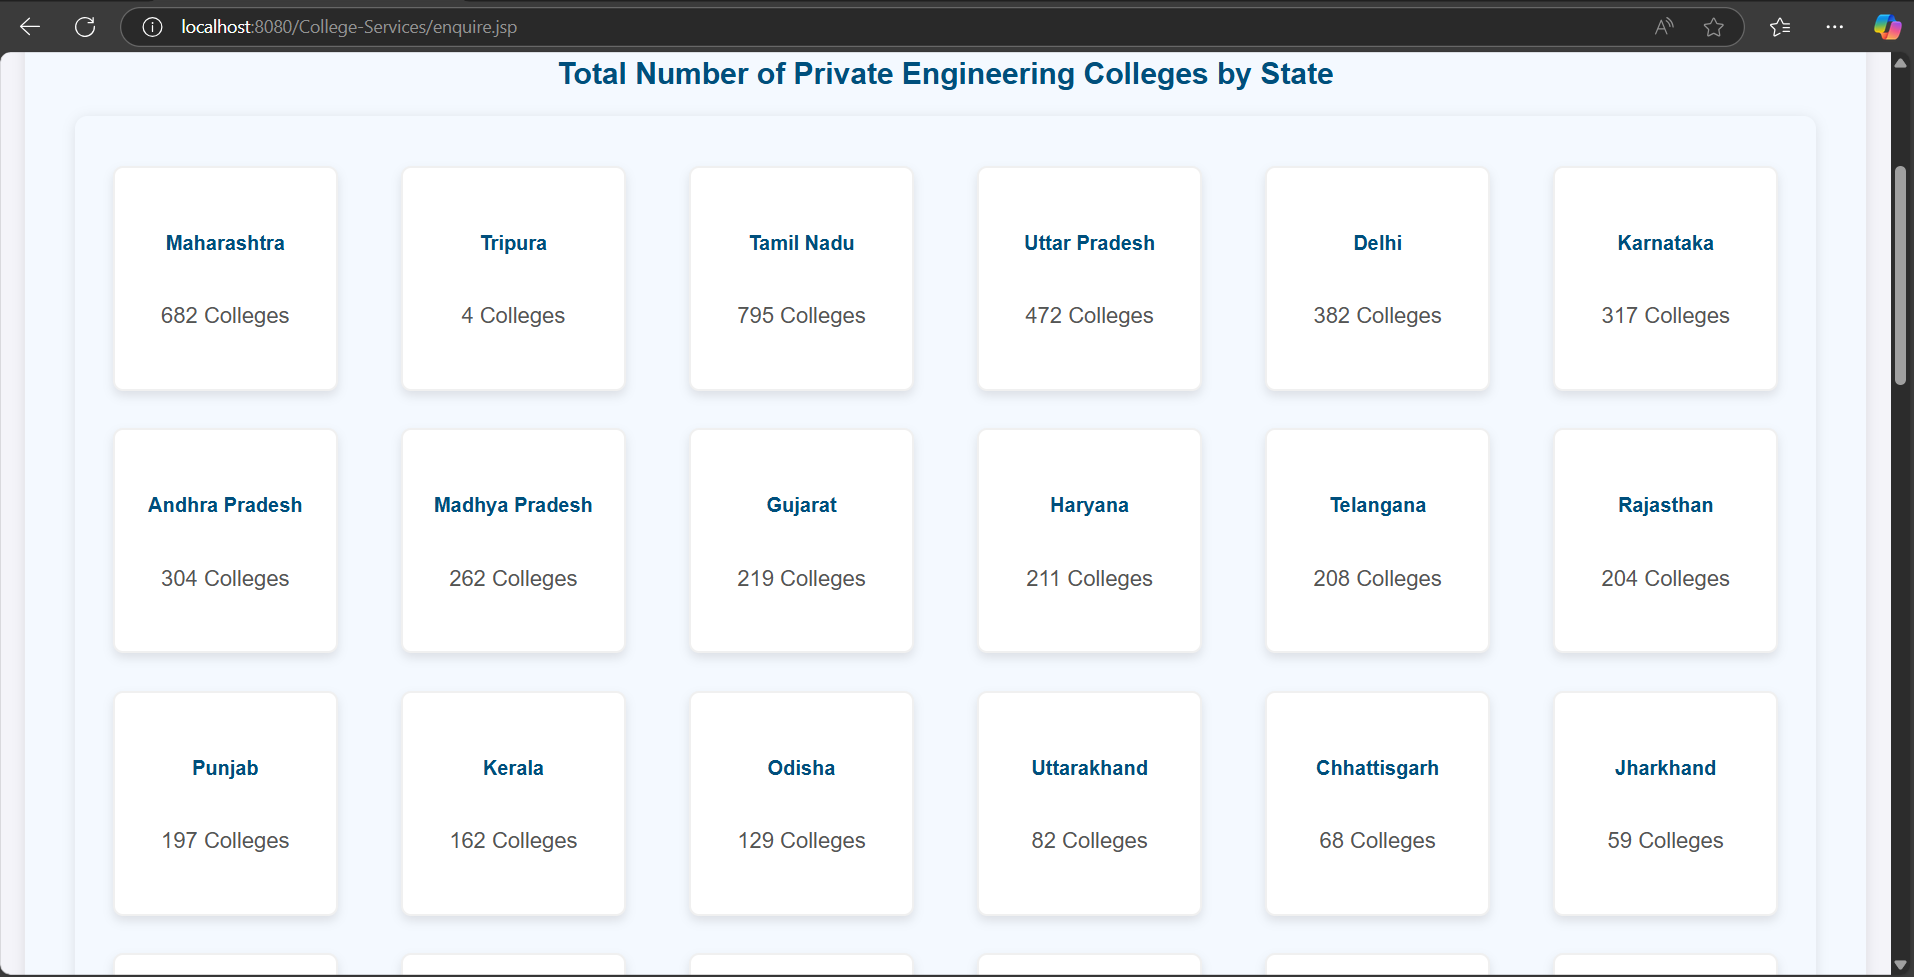 localhost:8080/College-Services/enquire.jsp
Total Number of Private Engineering Colleges by State
Maharashtra
682 Colleges
Tripura
4 Colleges
Tamil Nadu
795 Colleges
Uttar Pradesh
472 Colleges
Delhi
382 Colleges
Karnataka
317 Colleges
Andhra Pradesh
304 Colleges
Madhya Pradesh
262 Colleges
Gujarat
219 Colleges
Haryana
211 Colleges
Telangana
208 Colleges
Rajasthan
204 Colleges
Punjab
197 Colleges
Kerala
162 Colleges
Odisha
129 Colleges
Uttarakhand
82 Colleges
Chhattisgarh
68 Colleges
Jharkhand
59 Colleges